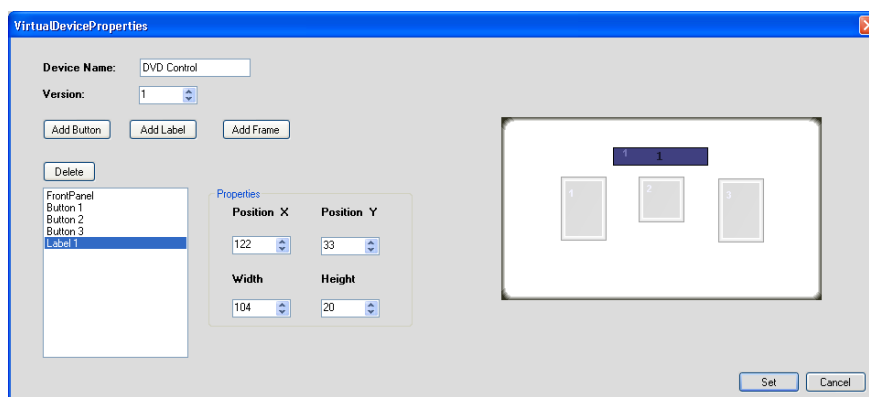 VirtualDeviceProperties
Device Name: DVD Control
Version: 1
Add Button Add Label Add Frame
Delete
FrontPanel
Button 1
Button 2
Button 3
Label 1
Properties
Position X Position Y
122 33
Width Height
104 20
1 1
1 2 3
Set Cancel